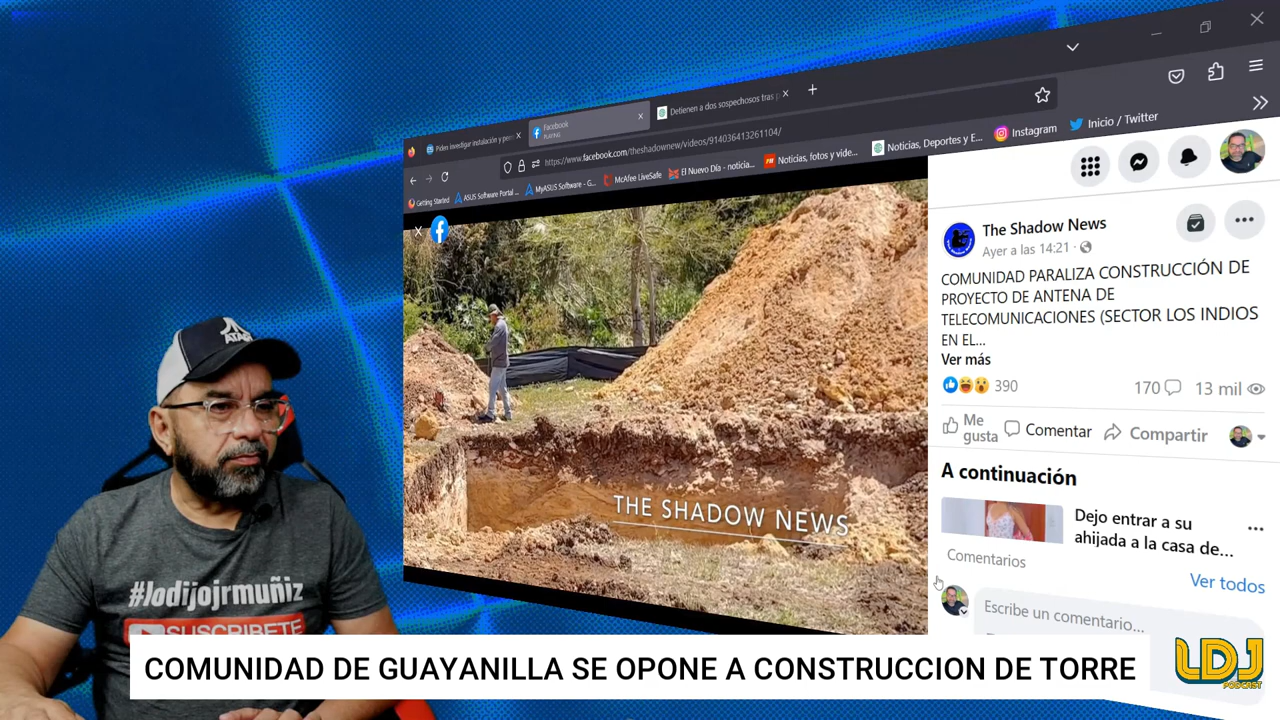 Piden investigar instalación y
Facebook
PLAYING
Detienen a dos sospechosos tras
https://www.facebook.com/theshadownew/videos/914036413261104/
Getting Started
ASUS Software Portal...
MyASUS Software - G...
McAfee LiveSafe
El Nuevo Día - noticia...
Noticias, fotos y vide...
Noticias, Deportes y E...
Instagram
Inicio / Twitter
The Shadow News
Ayer a las 14:21 ·
COMUNIDAD PARALIZA CONSTRUCCIÓN DE
PROYECTO DE ANTENA DE
TELECOMUNICACIONES (SECTOR LOS INDIOS
EN EL...
Ver más
390
170
13 mil
Me gusta
Comentar
Compartir
A continuación
Dejo entrar a su
ahijada a la casa de...
Comentarios
Ver todos
Escribe un comentario...
THE SHADOW NEWS
ATARI
#lodijojrmuñiz
SUSCRIBETE
COMUNIDAD DE GUAYANILLA SE OPONE A CONSTRUCCION DE TORRE
LDJ
PODCAST